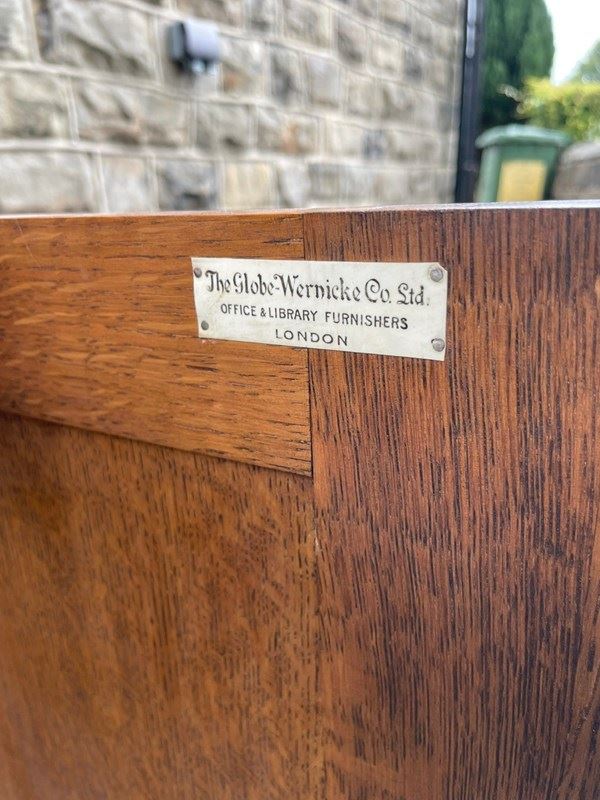 The Globe-Wernicke Co. Ltd.
OFFICE & LIBRARY FURNISHERS
LONDON